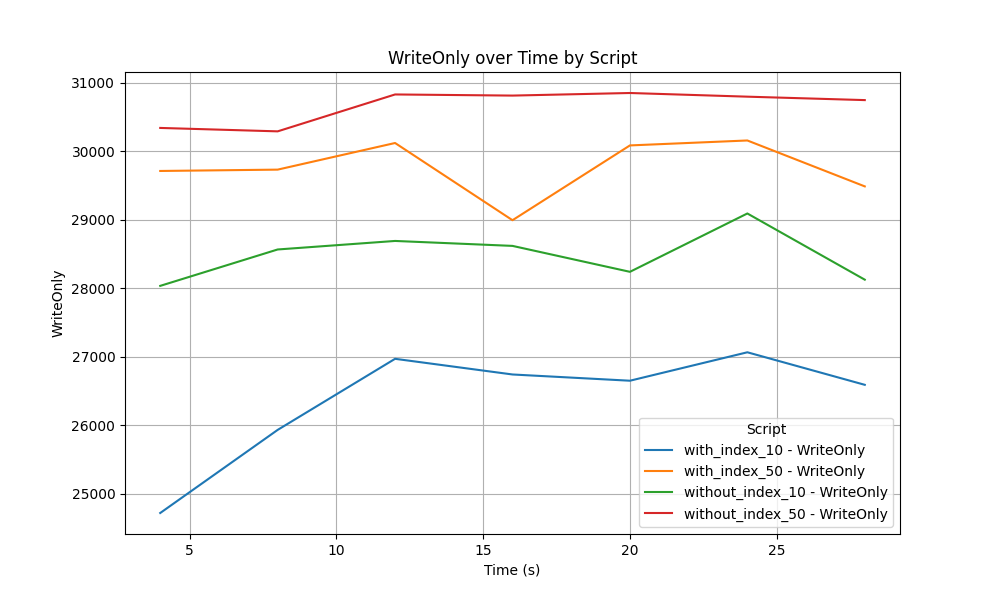 WriteOnly over Time by Script
31000
30000
29000
28000
27000
26000
25000
WriteOnly
5
10
15
20
25
Time (s)
Script
with_index_10 - WriteOnly
with_index_50 - WriteOnly
without_index_10 - WriteOnly
without_index_50 - WriteOnly